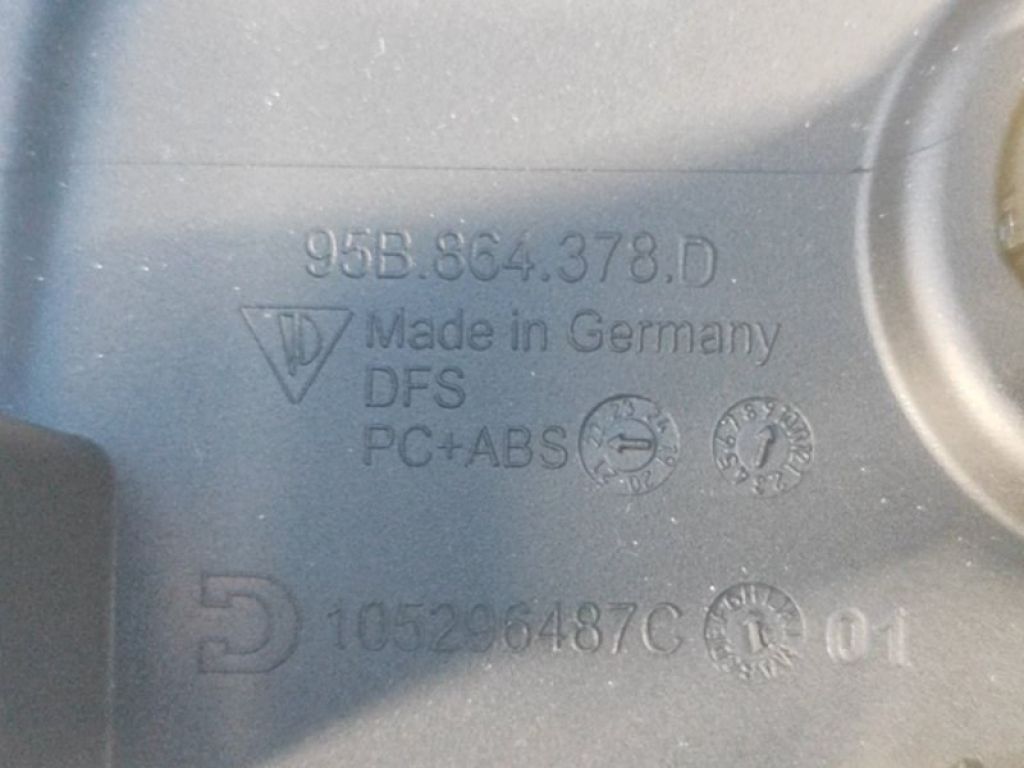 95B.864.378.D
Made in Germany
DFS
PC+ABS
105296487C 01